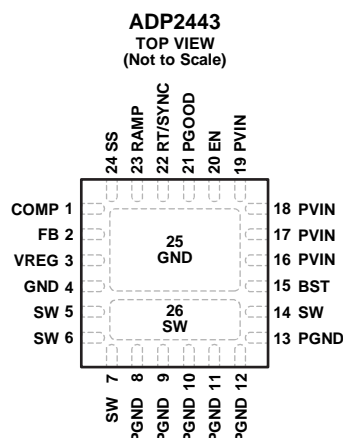 ADP2443
TOP VIEW
(Not to Scale)
24 SS
23 RAMP
22 RT/SYNC
21 PGOOD
20 EN
19 PVIN
COMP 1
FB 2
VREG 3
GND 4
SW 5
SW 6
25
GND
26
SW
18 PVIN
17 PVIN
16 PVIN
15 BST
14 SW
13 PGND
SW 7
PGND 8
PGND 9
PGND 10
PGND 11
PGND 12